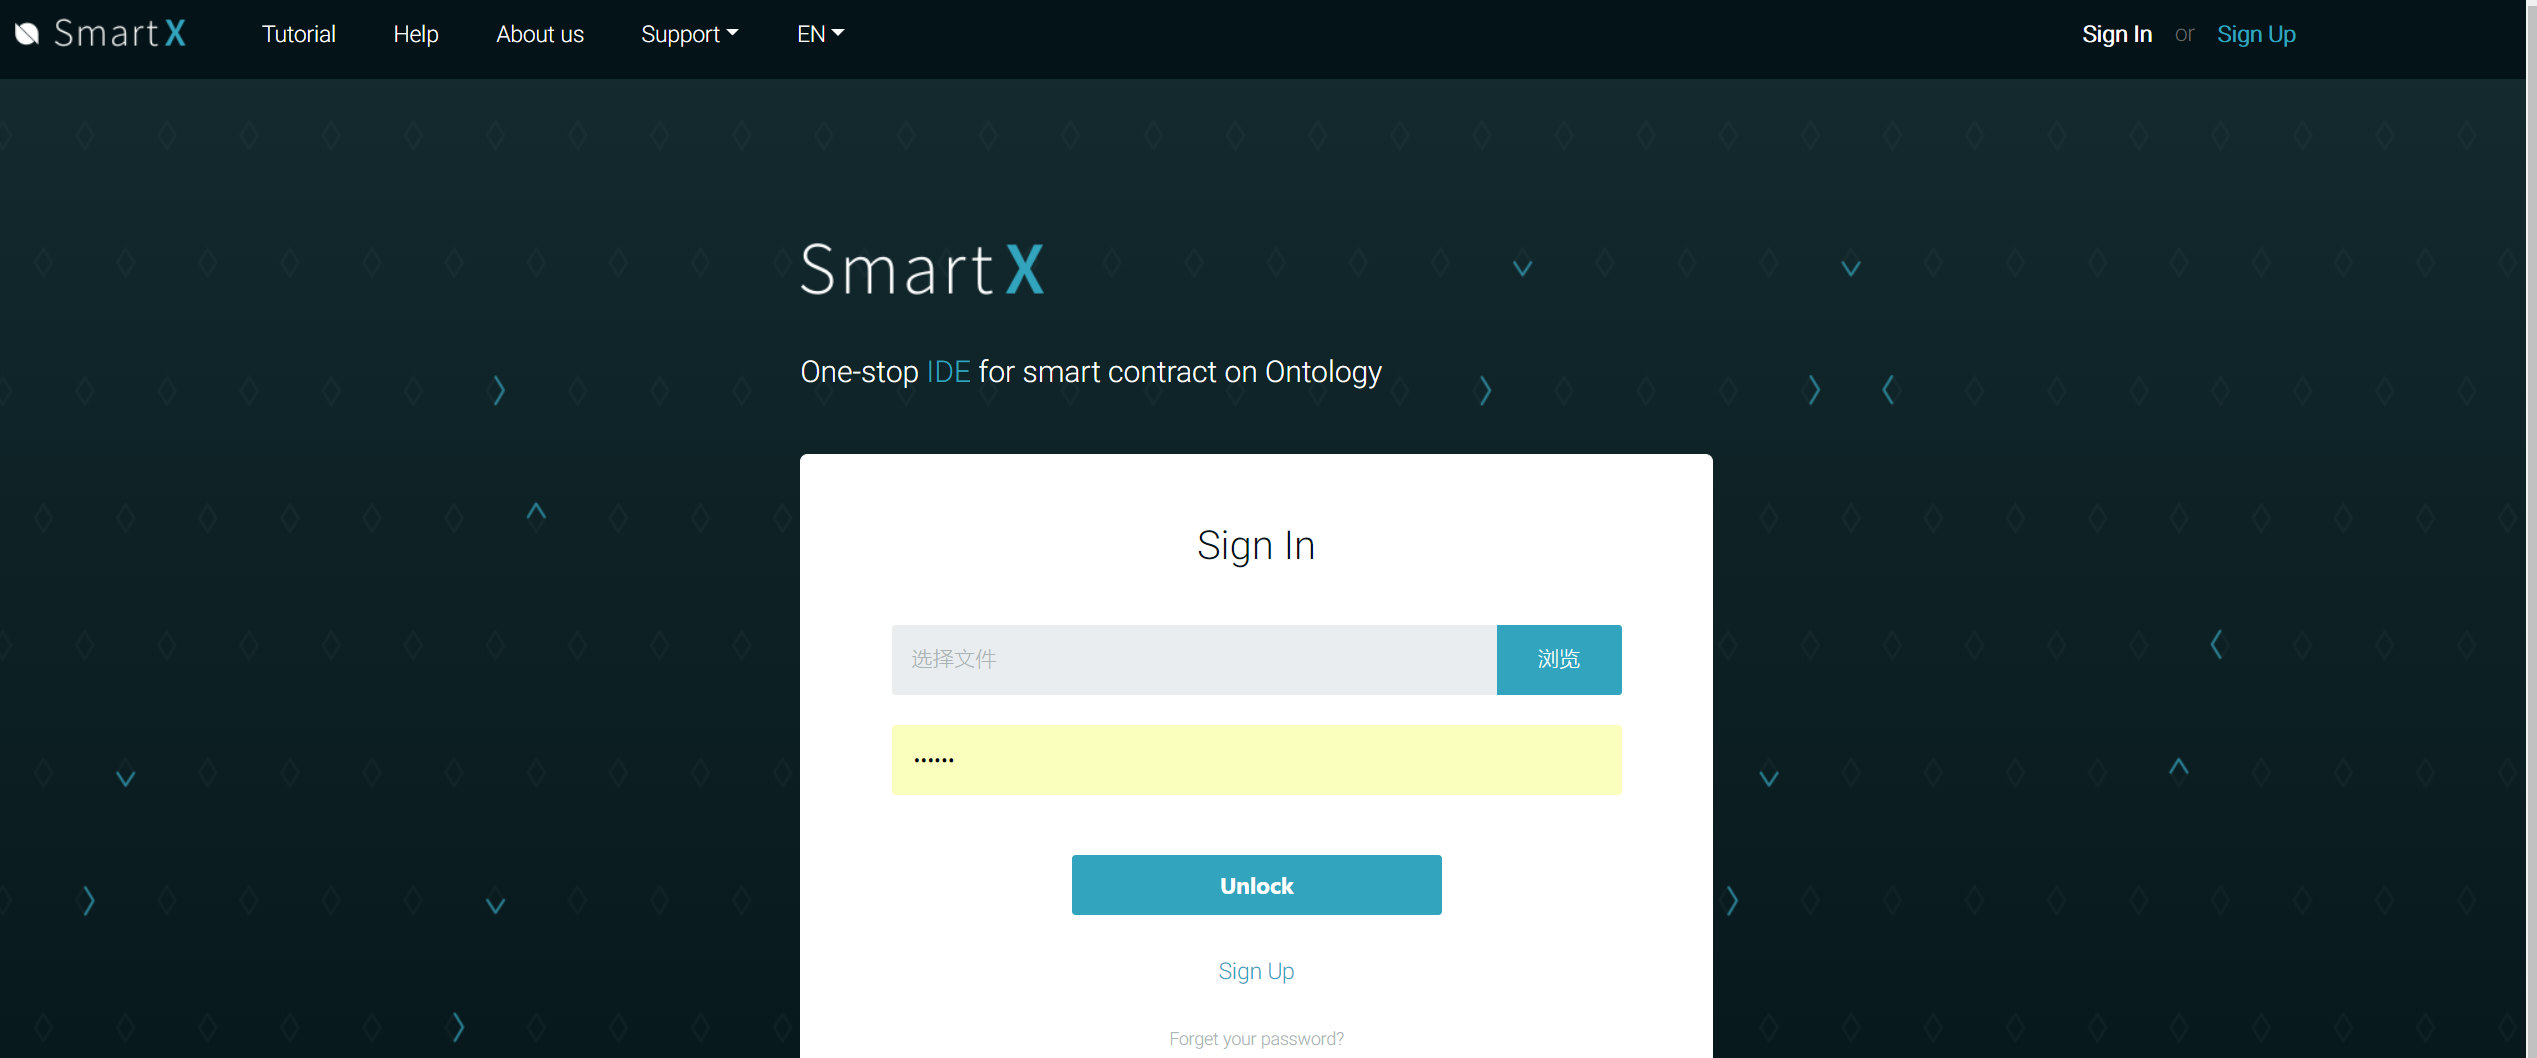 SmartX Tutorial Help About us Support EN Sign In or Sign Up
SmartX
One-stop IDE for smart contract on Ontology
Sign In
选择文件 浏览
••••••
Unlock
Sign Up
Forget your password?